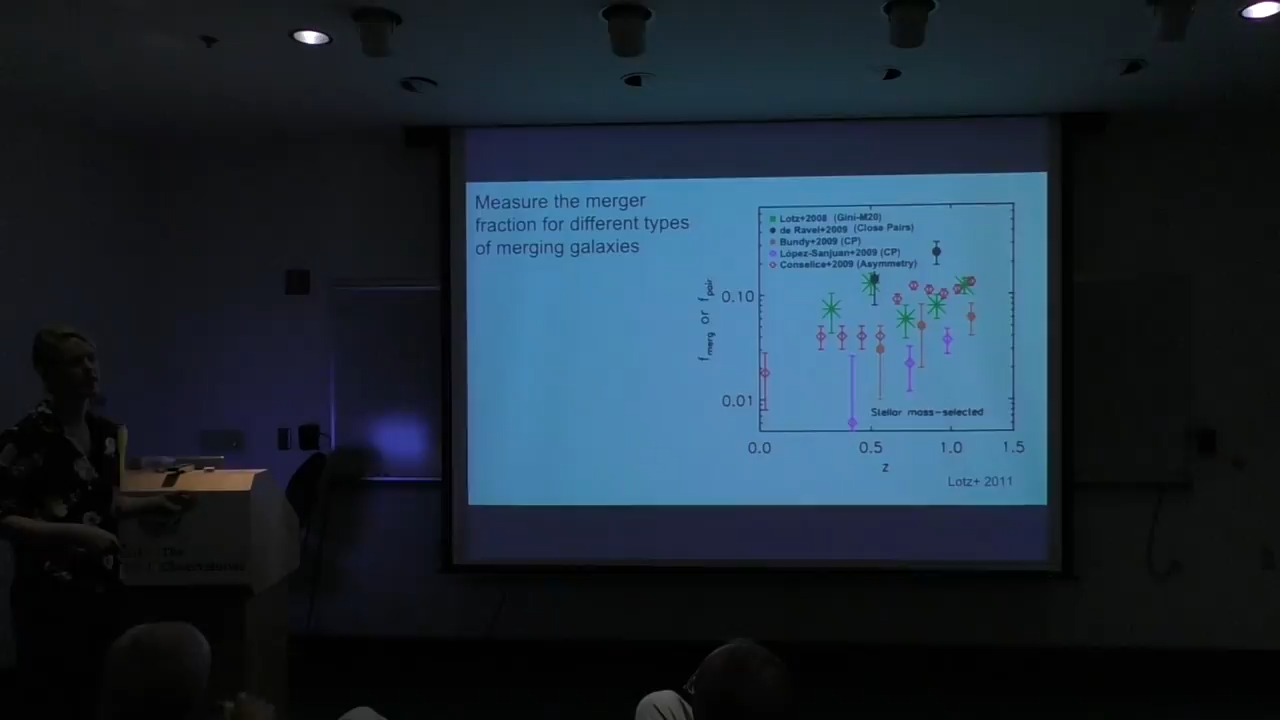 Measure the merger
fraction for different types
of merging galaxies
Lotz+2008 (Gini-M20)
de Ravel+2009 (Close Pairs)
Bundy+2009 (CP)
López-Sanjuan+2009 (CP)
Conselice+2009 (Asymmetry)
0.10
f_merg or f_pair
0.01
Stellar mass-selected
0.0 0.5 1.0 1.5
z
Lotz+ 2011